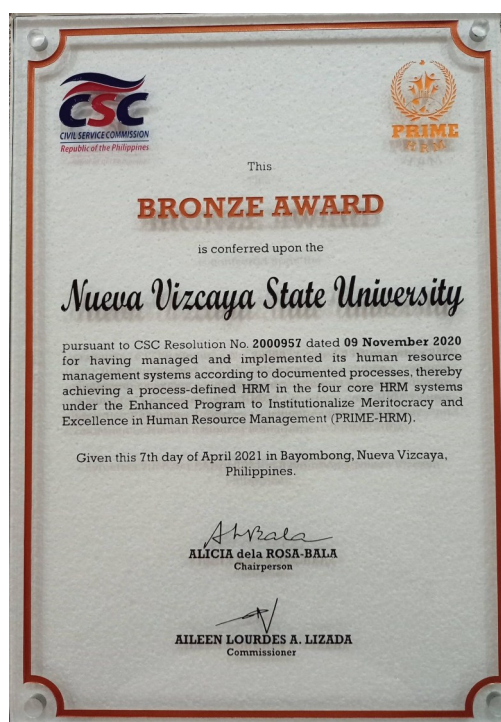 CSC
CIVIL SERVICE COMMISSION
Republic of the Philippines
PRIME
HRM
This
BRONZE AWARD
is conferred upon the
Nueva Vizcaya State University
pursuant to CSC Resolution No. 2000957 dated 09 November 2020
for having managed and implemented its human resource
management systems according to documented processes, thereby
achieving a process-defined HRM in the four core HRM systems
under the Enhanced Program to Institutionalize Meritocracy and
Excellence in Human Resource Management (PRIME-HRM).
Given this 7th day of April 2021 in Bayombong, Nueva Vizcaya,
Philippines.
ALICIA dela ROSA-BALA
Chairperson
AILEEN LOURDES A. LIZADA
Commissioner